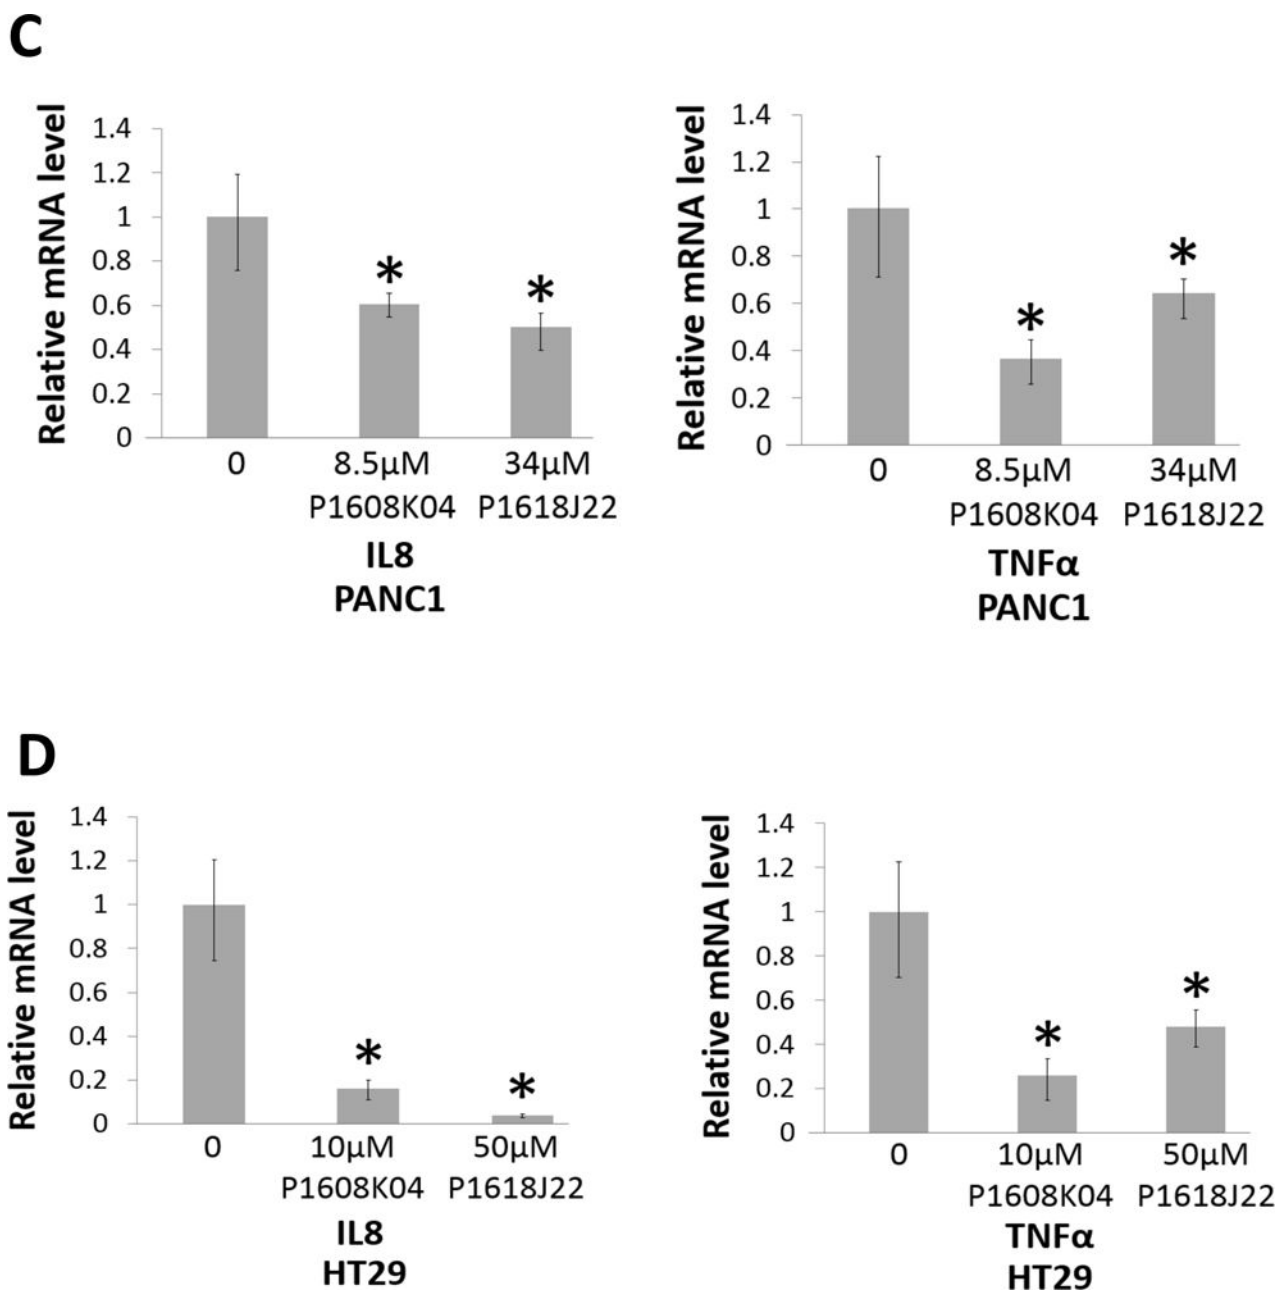 C
Relative mRNA level
1.4
1.2
1
0.8
0.6
0.4
0.2
0
*
*
0
8.5µM
34µM
P1608K04
P1618J22
IL8
PANC1
Relative mRNA level
1.4
1.2
1
0.8
0.6
0.4
0.2
0
*
*
0
8.5µM
34µM
P1608K04
P1618J22
TNFα
PANC1
D
Relative mRNA level
1.4
1.2
1
0.8
0.6
0.4
0.2
0
*
*
0
10µM
50µM
P1608K04
P1618J22
IL8
HT29
Relative mRNA level
1.4
1.2
1
0.8
0.6
0.4
0.2
0
*
*
0
10µM
50µM
P1608K04
P1618J22
TNFα
HT29